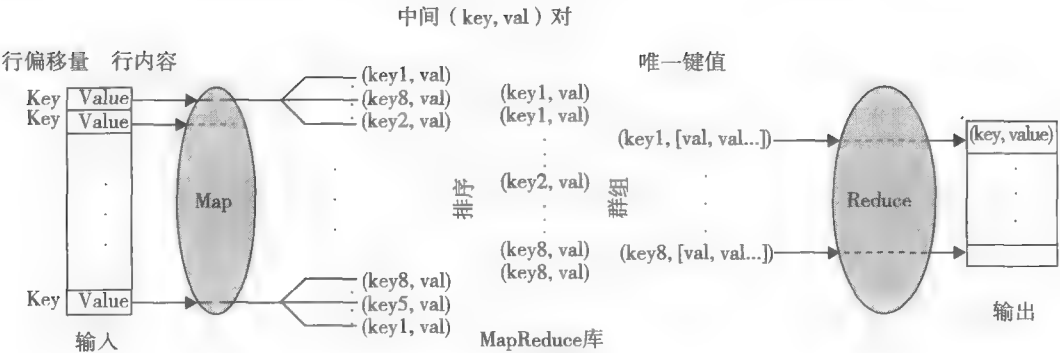 中间（key, val）对
行偏移量 行内容
唯一键值
Key Value
Key Value
Key Value
输入
Map
(key1, val)
(key8, val)
(key2, val)
(key8, val)
(key5, val)
(key1, val)
排序
(key1, val)
(key1, val)
(key2, val)
(key8, val)
(key8, val)
MapReduce库
群组
(key1, [val, val...])
(key8, [val, val...])
Reduce
(key, value)
输出